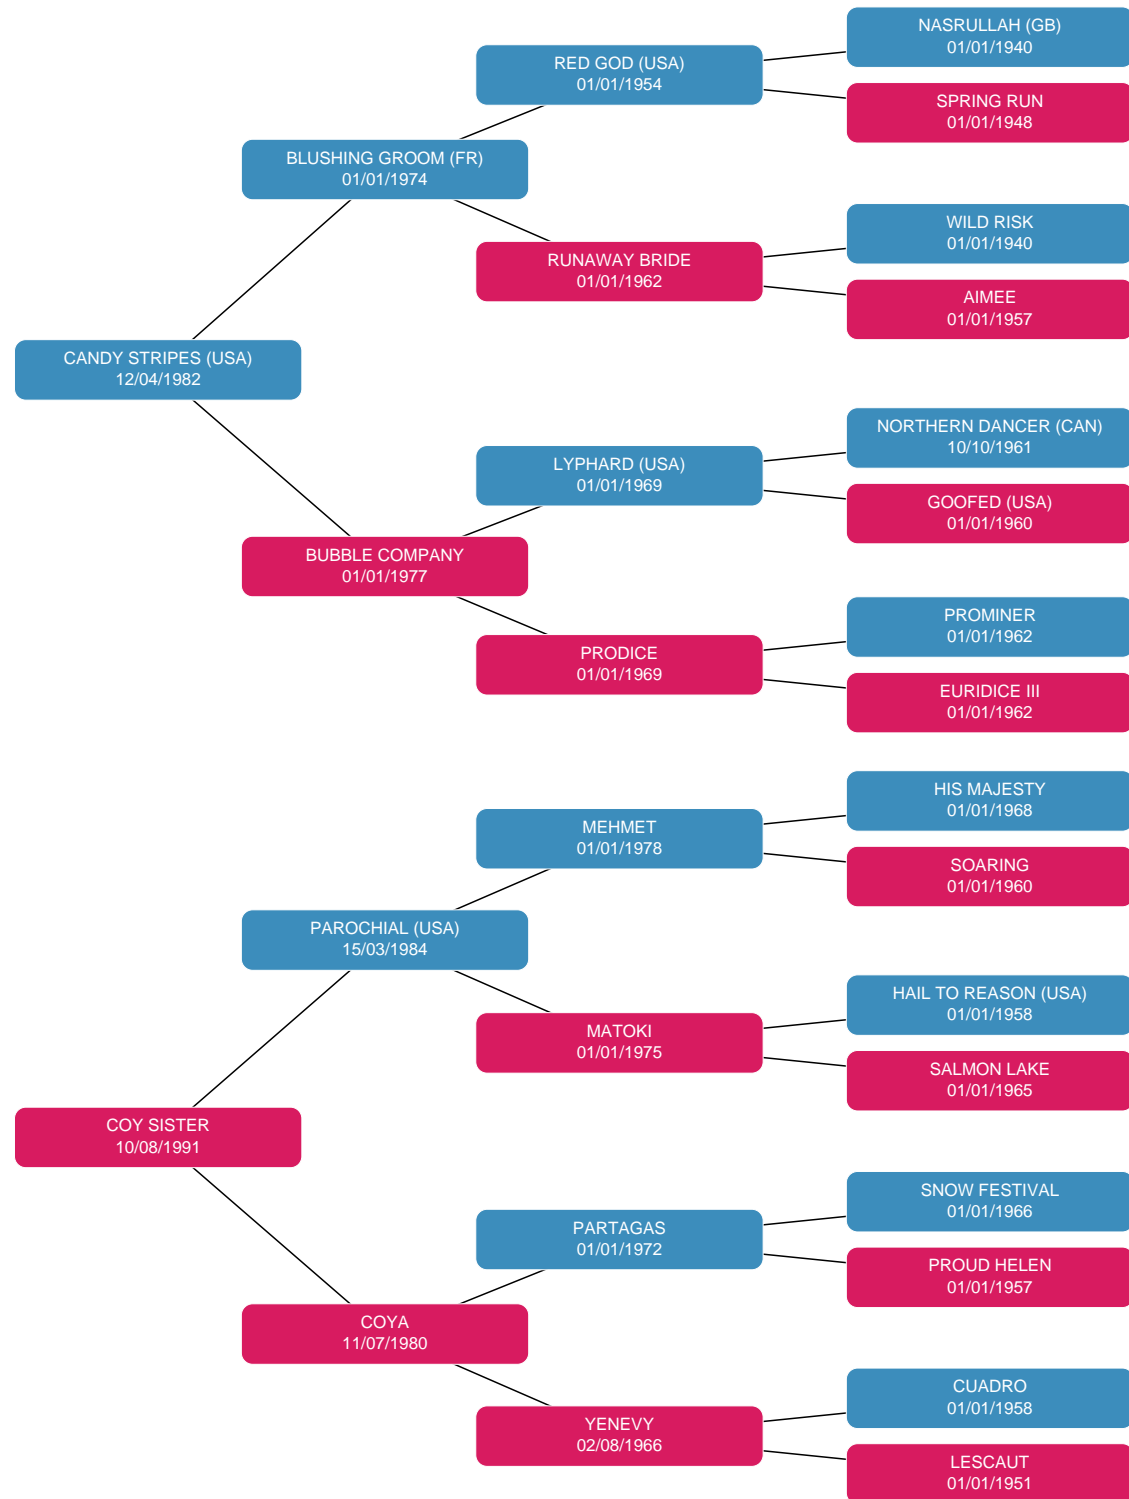 NASRULLAH (GB)
01/01/1940
RED GOD (USA)
01/01/1954
SPRING RUN
01/01/1948
BLUSHING GROOM (FR)
01/01/1974
WILD RISK
01/01/1940
RUNAWAY BRIDE
01/01/1962
AIMEE
01/01/1957
CANDY STRIPES (USA)
12/04/1982
NORTHERN DANCER (CAN)
10/10/1961
LYPHARD (USA)
01/01/1969
GOOFED (USA)
01/01/1960
BUBBLE COMPANY
01/01/1977
PROMINER
01/01/1962
PRODICE
01/01/1969
EURIDICE III
01/01/1962
HIS MAJESTY
01/01/1968
MEHMET
01/01/1978
SOARING
01/01/1960
PAROCHIAL (USA)
15/03/1984
HAIL TO REASON (USA)
01/01/1958
MATOKI
01/01/1975
SALMON LAKE
01/01/1965
COY SISTER
10/08/1991
SNOW FESTIVAL
01/01/1966
PARTAGAS
01/01/1972
PROUD HELEN
01/01/1957
COYA
11/07/1980
CUADRO
01/01/1958
YENEVY
02/08/1966
LESCAUT
01/01/1951